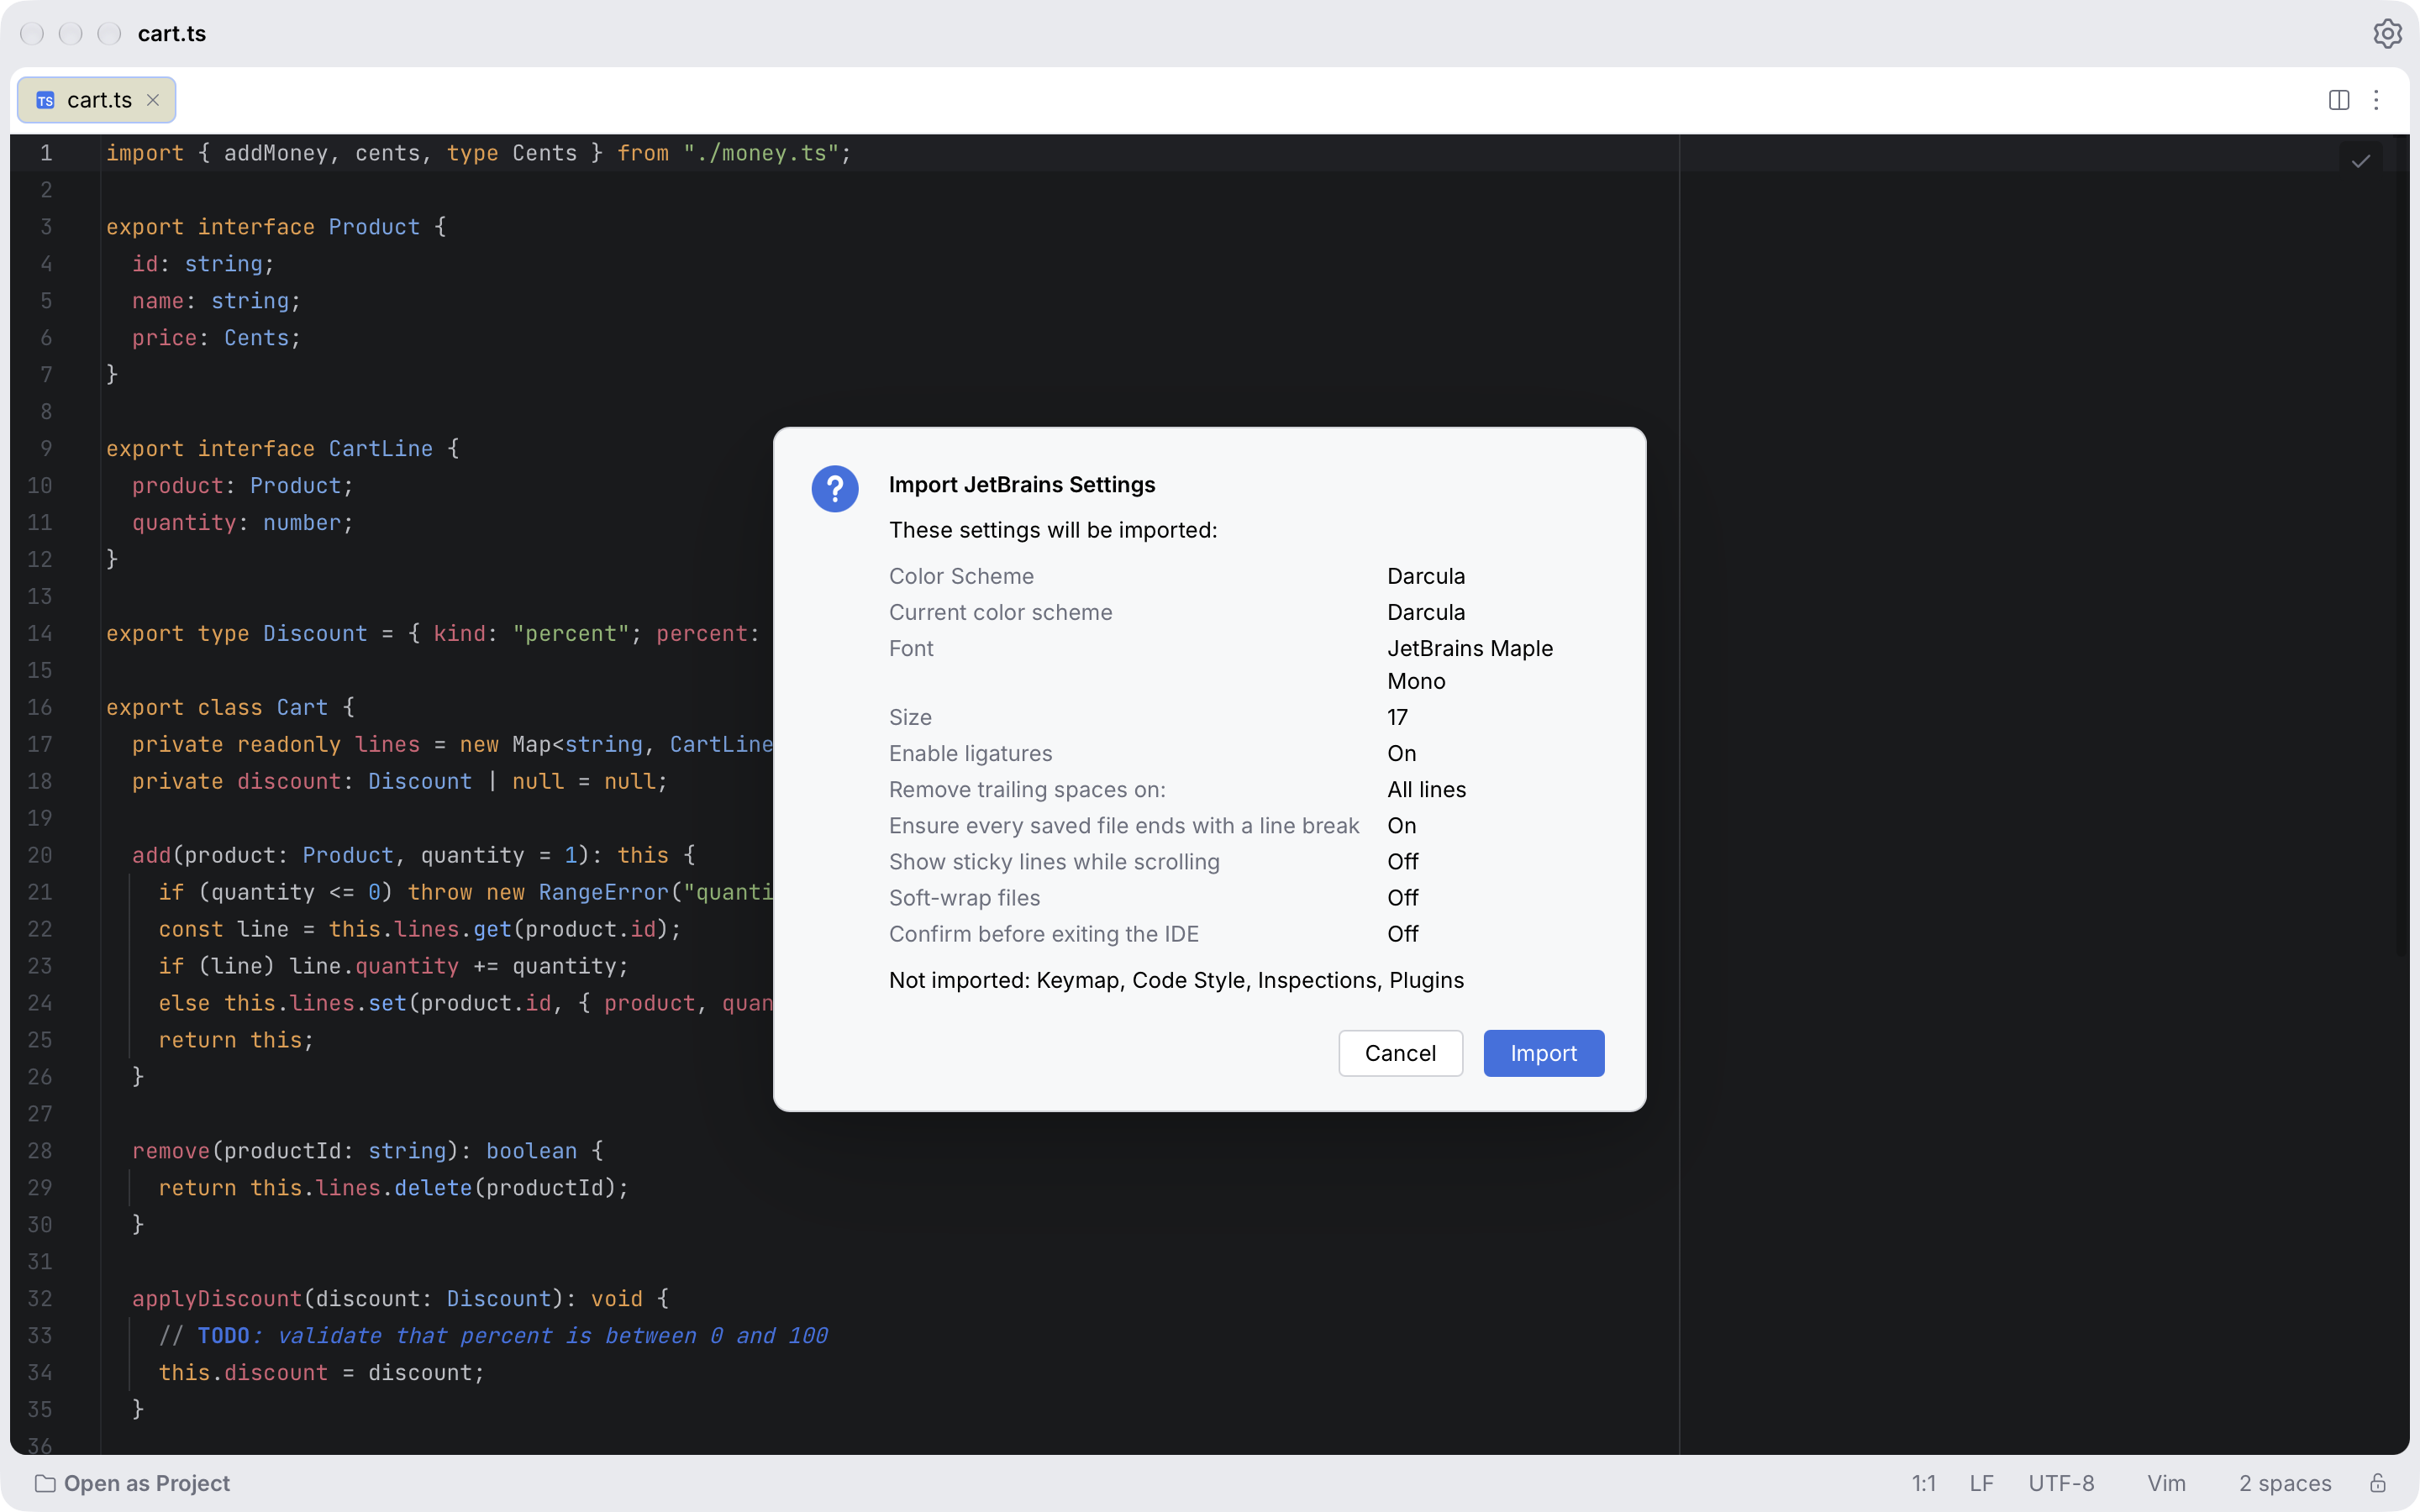 cart.ts
TS cart.ts
1 import { addMoney, cents, type Cents } from "./money.ts";
2
3 export interface Product {
4 id: string;
5 name: string;
6 price: Cents;
7 }
8
9 export interface CartLine {
10 product: Product;
11 quantity: number;
12 }
13
14 export type Discount = { kind: "percent"; percent:
15
16 export class Cart {
17 private readonly lines = new Map<string, CartLine
18 private discount: Discount | null = null;
19
20 add(product: Product, quantity = 1): this {
21 if (quantity <= 0) throw new RangeError("quanti
22 const line = this.lines.get(product.id);
23 if (line) line.quantity += quantity;
24 else this.lines.set(product.id, { product, quan
25 return this;
26 }
27
28 remove(productId: string): boolean {
29 return this.lines.delete(productId);
30 }
31
32 applyDiscount(discount: Discount): void {
33 // TODO: validate that percent is between 0 and 100
34 this.discount = discount;
35 }
36
Import JetBrains Settings
These settings will be imported:
Color Scheme Darcula
Current color scheme Darcula
Font JetBrains Maple
Mono
Size 17
Enable ligatures On
Remove trailing spaces on: All lines
Ensure every saved file ends with a line break On
Show sticky lines while scrolling Off
Soft-wrap files Off
Confirm before exiting the IDE Off
Not imported: Keymap, Code Style, Inspections, Plugins
Cancel Import
Open as Project 1:1 LF UTF-8 Vim 2 spaces